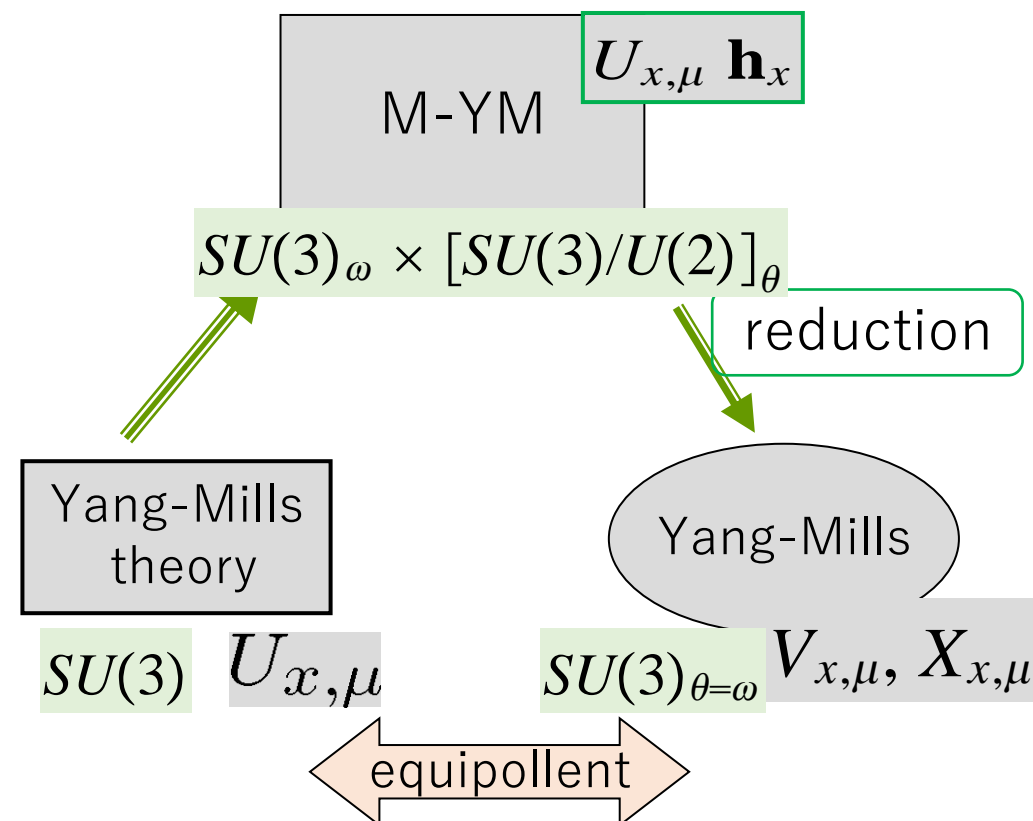 U_{x,μ} 𝐡_x
M-YM
SU(3)_ω × [SU(3)/U(2)]_θ
reduction
Yang-Mills
theory
Yang-Mills
SU(3) U_{x,μ}
SU(3)_{θ=ω} V_{x,μ}, X_{x,μ}
equipollent